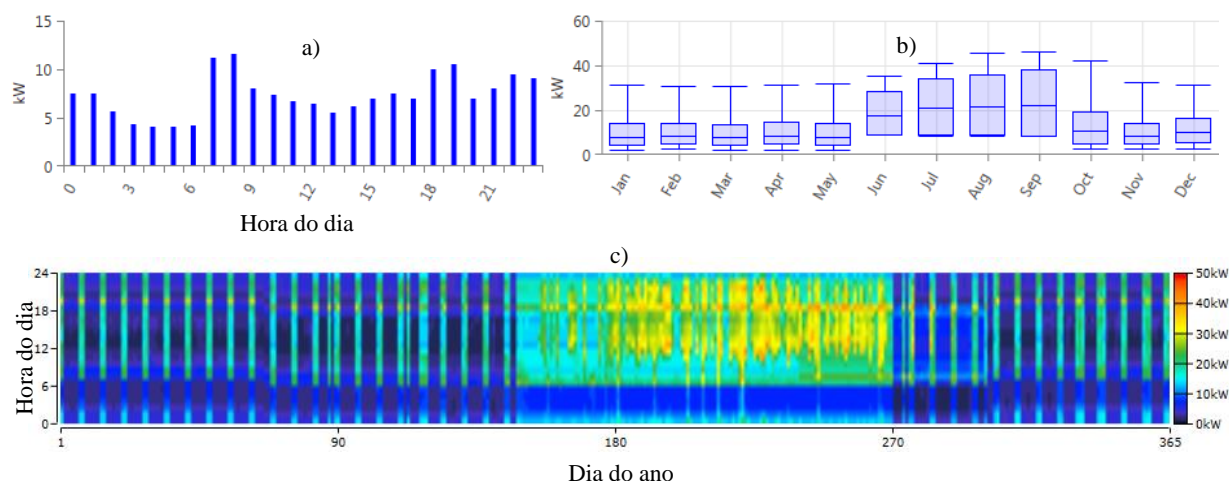 a)
kW
15
10
5
0
0 3 6 9 12 15 18 21
Hora do dia
b)
kW
60
40
20
0
Jan Feb Mar Apr May Jun Jul Aug Sep Oct Nov Dec
c)
Hora do dia
24
18
12
6
0
1 90 180 270 365
Dia do ano
50kW
40kW
30kW
20kW
10kW
0kW